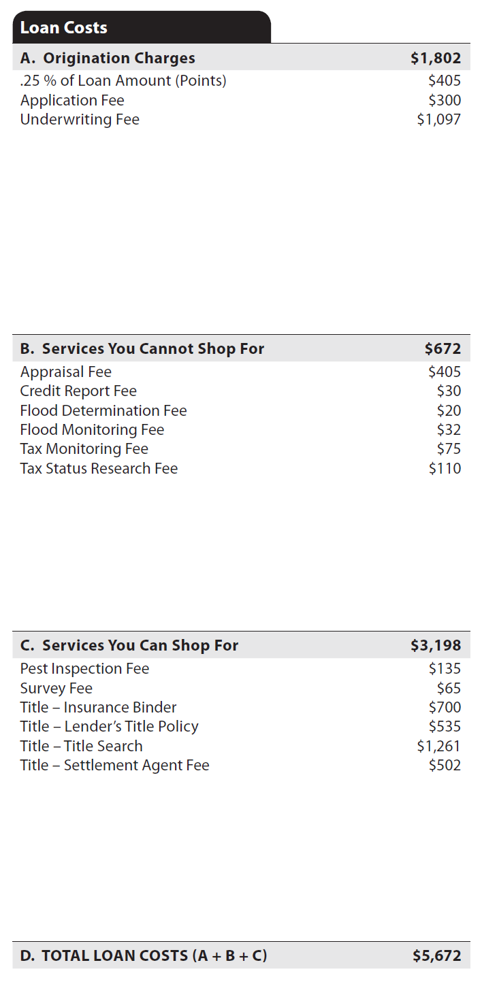 Loan Costs
A. Origination Charges $1,802
.25 % of Loan Amount (Points) $405
Application Fee $300
Underwriting Fee $1,097
B. Services You Cannot Shop For $672
Appraisal Fee $405
Credit Report Fee $30
Flood Determination Fee $20
Flood Monitoring Fee $32
Tax Monitoring Fee $75
Tax Status Research Fee $110
C. Services You Can Shop For $3,198
Pest Inspection Fee $135
Survey Fee $65
Title – Insurance Binder $700
Title – Lender’s Title Policy $535
Title – Title Search $1,261
Title – Settlement Agent Fee $502
D. TOTAL LOAN COSTS (A + B + C) $5,672